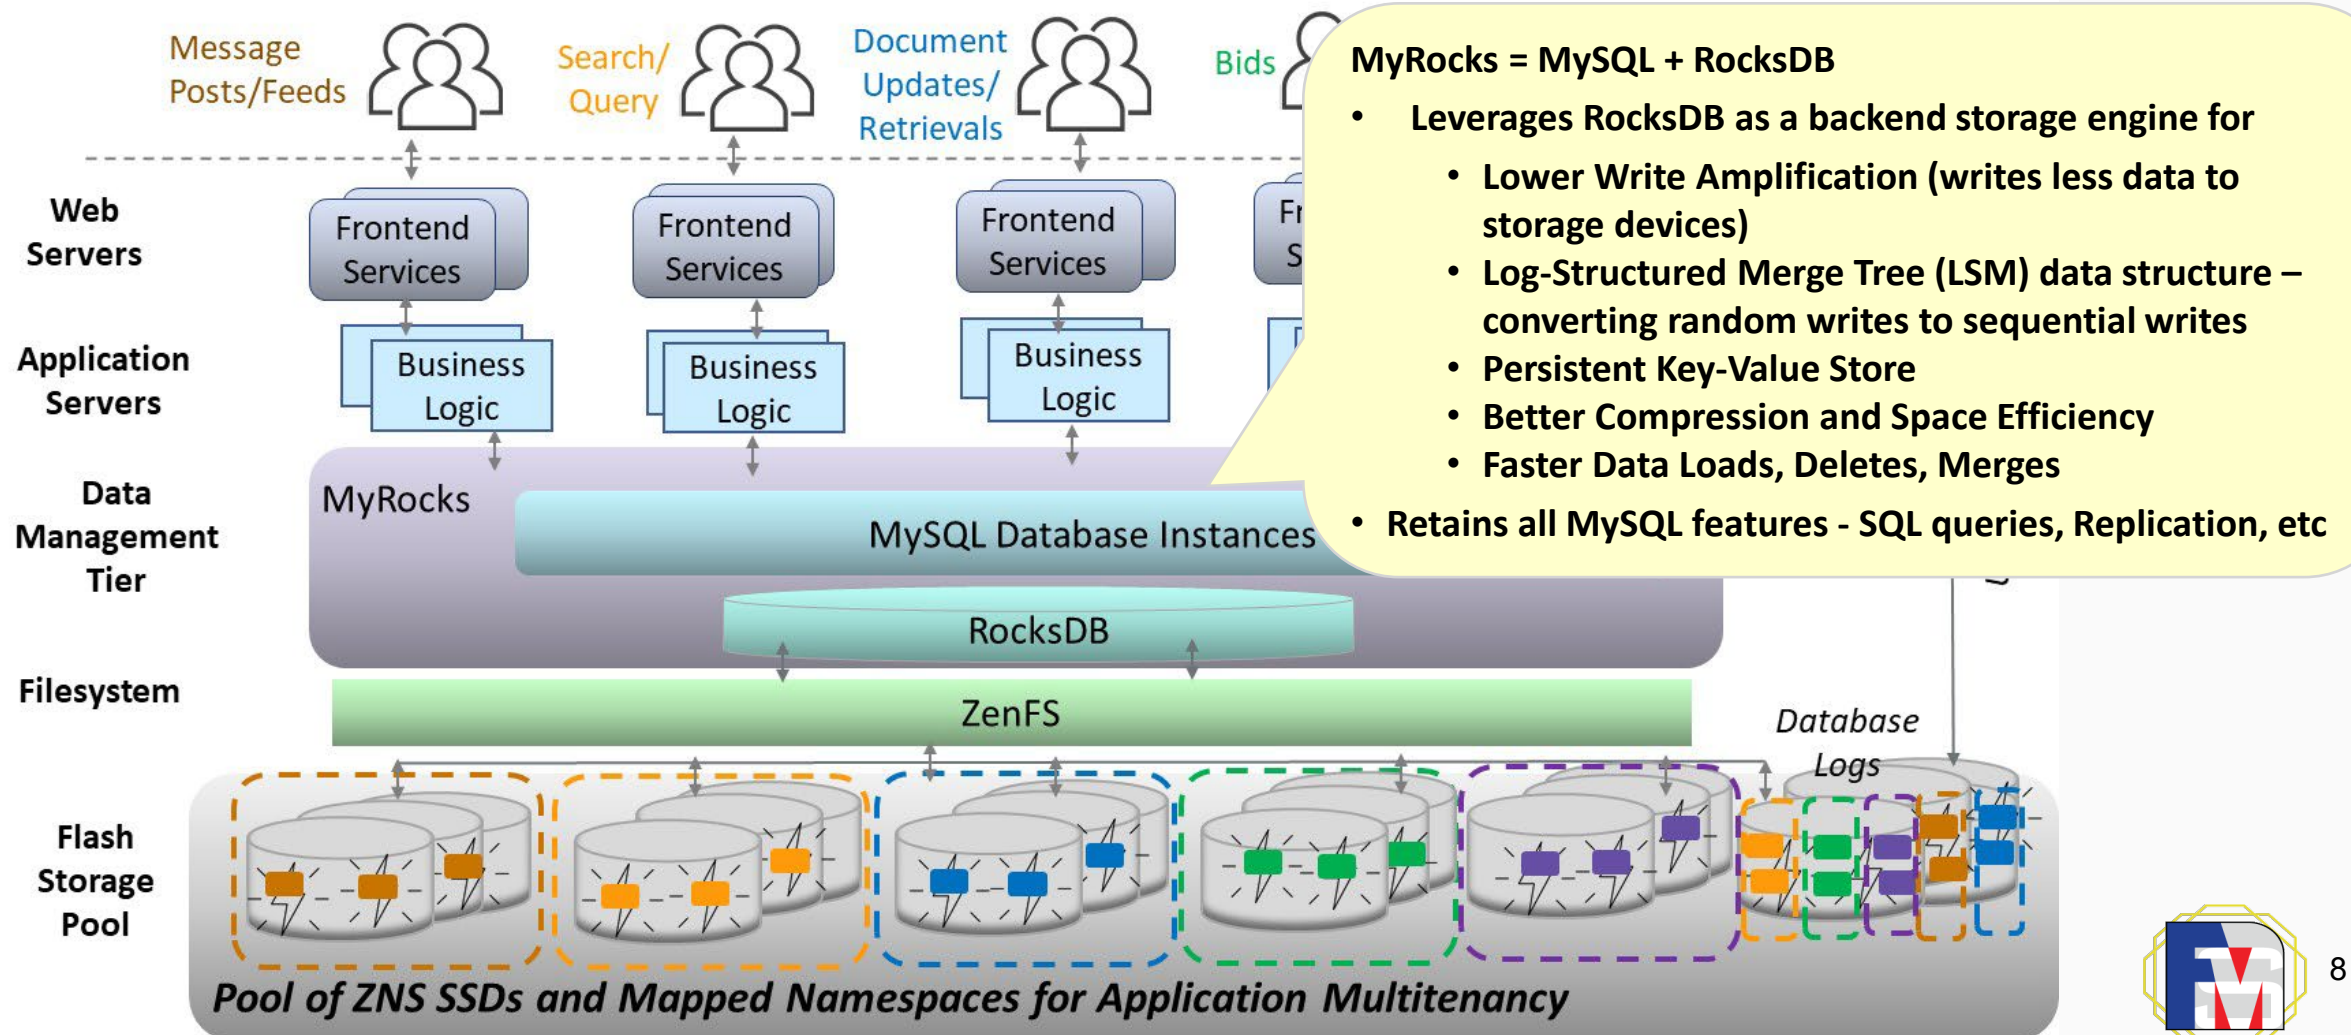 Message
Posts/Feeds
Search/
Query
Document
Updates/
Retrievals
Bids
MyRocks = MySQL + RocksDB
• Leverages RocksDB as a backend storage engine for
• Lower Write Amplification (writes less data to
storage devices)
• Log-Structured Merge Tree (LSM) data structure –
converting random writes to sequential writes
• Persistent Key-Value Store
• Better Compression and Space Efficiency
• Faster Data Loads, Deletes, Merges
• Retains all MySQL features - SQL queries, Replication, etc
Web
Servers
Frontend
Services
Frontend
Services
Frontend
Services
Application
Servers
Business
Logic
Business
Logic
Business
Logic
Data
Management
Tier
MyRocks
MySQL Database Instances
RocksDB
Filesystem
ZenFS
Database
Logs
Flash
Storage
Pool
Pool of ZNS SSDs and Mapped Namespaces for Application Multitenancy
8